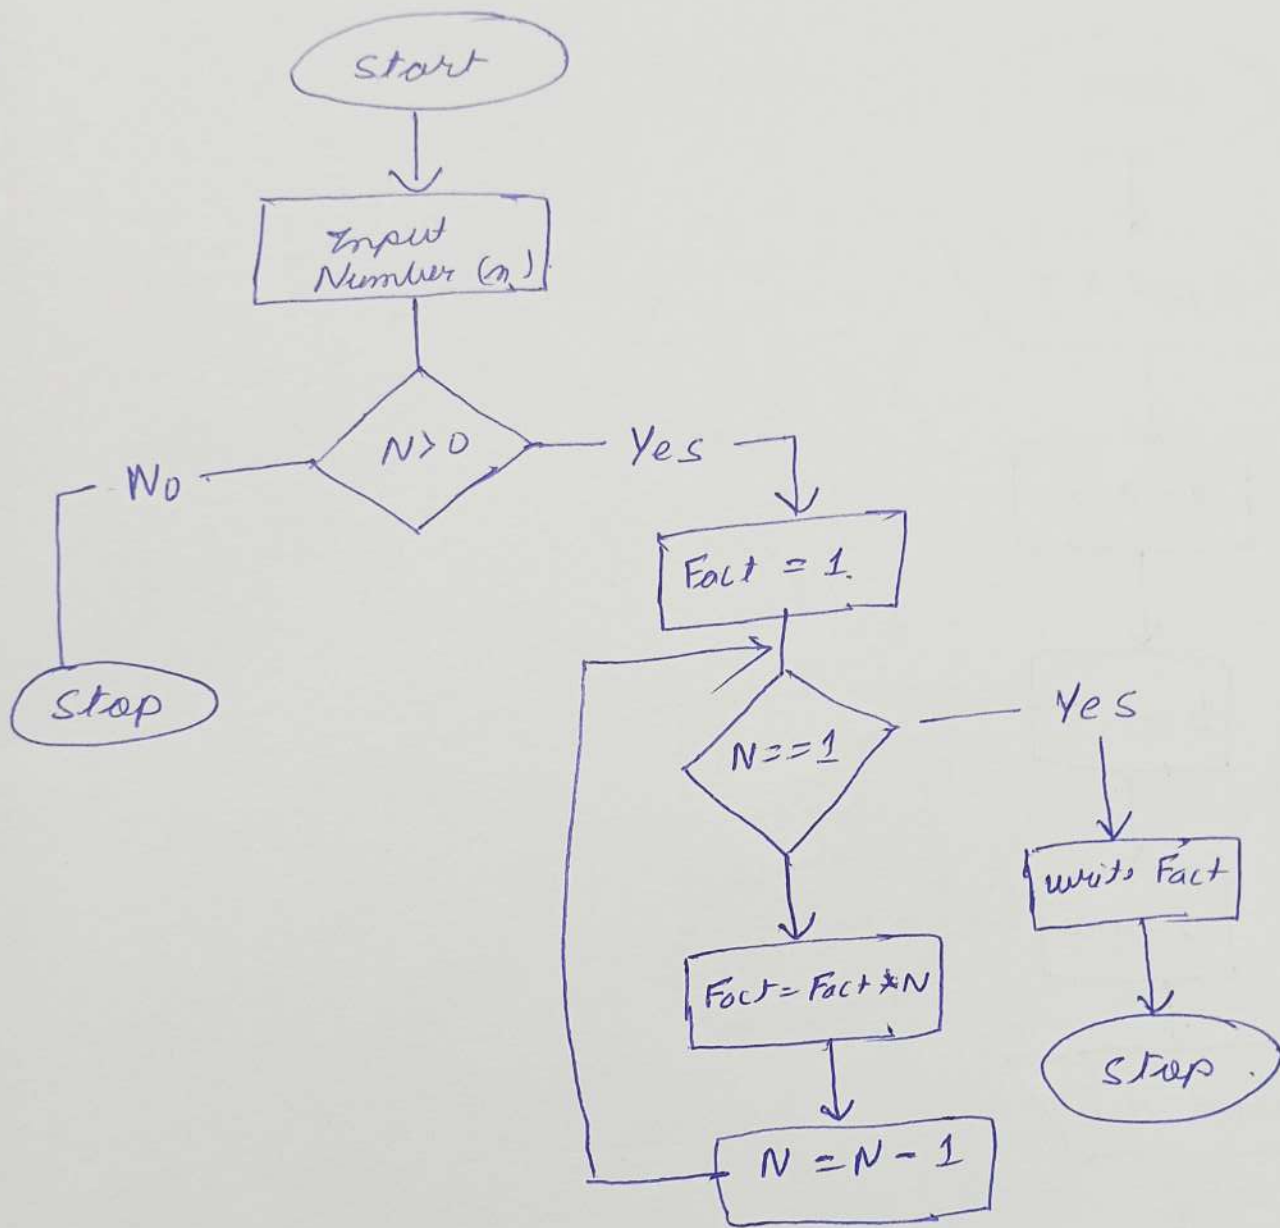 Start
Input
Number (n)
N>0
No
Yes
Fact = 1.
Stop
N==1
Yes
write Fact
Fact=Fact*N
Stop.
N=N-1